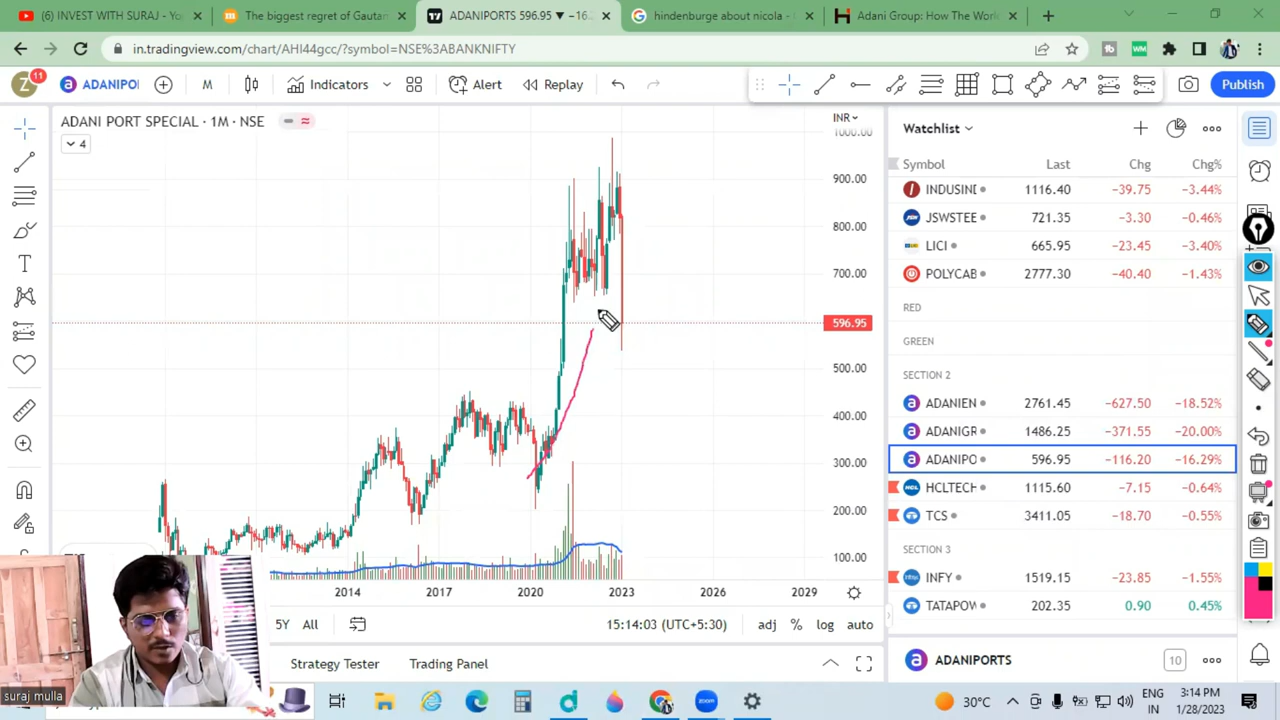 (6) INVEST WITH SURAJ - Yo
The biggest regret of Gautan
ADANIPORTS 596.95 ▼ −16.2
hindenburge about nicola -
Adani Group: How The Worl
in.tradingview.com/chart/AHI44gcc/?symbol=NSE%3ABANKNIFTY
Z 11
ADANIPO
M
Indicators
Alert
Replay
Publish
ADANI PORT SPECIAL · 1M · NSE
4
INR
1000.00
900.00
800.00
700.00
596.95
500.00
400.00
300.00
200.00
100.00
2014 2017 2020 2023 2026 2029
5Y All
15:14:03 (UTC+5:30)
adj % log auto
Strategy Tester
Trading Panel
Watchlist
Symbol Last Chg Chg%
INDUSIND 1116.40 −39.75 −3.44%
JSWSTEE 721.35 −3.30 −0.46%
LICI 665.95 −23.45 −3.40%
POLYCAB 2777.30 −40.40 −1.43%
RED
GREEN
SECTION 2
ADANIEN 2761.45 −627.50 −18.52%
ADANIGR 1486.25 −371.55 −20.00%
ADANIPO 596.95 −116.20 −16.29%
HCLTECH 1115.60 −7.15 −0.64%
TCS 3411.05 −18.70 −0.55%
SECTION 3
INFY 1519.15 −23.85 −1.55%
TATAPOW 202.35 0.90 0.45%
ADANIPORTS
10
suraj mulla
30°C
ENG
IN
3:14 PM
1/28/2023